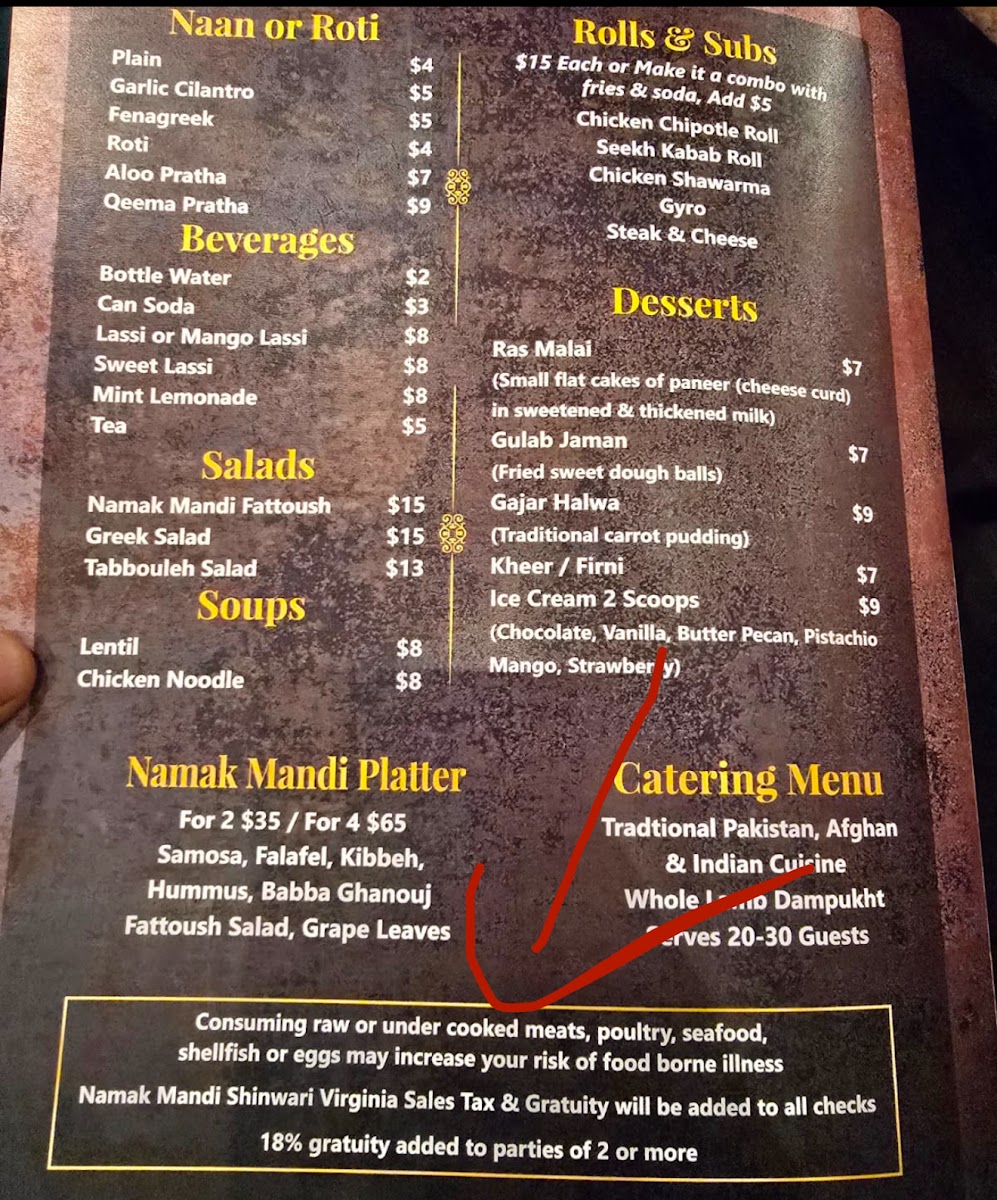 Naan or Roti
Plain $4
Garlic Cilantro $5
Fenagreek $5
Roti $4
Aloo Pratha $7
Qeema Pratha $9
Beverages
Bottle Water $2
Can Soda $3
Lassi or Mango Lassi $8
Sweet Lassi $8
Mint Lemonade $8
Tea $5
Salads
Namak Mandi Fattoush $15
Greek Salad $15
Tabbouleh Salad $13
Soups
Lentil $8
Chicken Noodle $8
Rolls & Subs
$15 Each or Make it a combo with
fries & soda, Add $5
Chicken Chipotle Roll
Seekh Kabab Roll
Chicken Shawarma
Gyro
Steak & Cheese
Desserts
Ras Malai $7
(Small flat cakes of paneer (cheeese curd)
in sweetened & thickened milk)
Gulab Jaman $7
(Fried sweet dough balls)
Gajar Halwa $9
(Traditional carrot pudding)
Kheer / Firni $7
Ice Cream 2 Scoops $9
(Chocolate, Vanilla, Butter Pecan, Pistachio
Mango, Strawberry)
Namak Mandi Platter
For 2 $35 / For 4 $65
Samosa, Falafel, Kibbeh,
Hummus, Babba Ghanouj
Fattoush Salad, Grape Leaves
Catering Menu
Tradtional Pakistan, Afghan
& Indian Cuisine
Whole Lamb Dampukht
Serves 20-30 Guests
Consuming raw or under cooked meats, poultry, seafood,
shellfish or eggs may increase your risk of food borne illness
Namak Mandi Shinwari Virginia Sales Tax & Gratuity will be added to all checks
18% gratuity added to parties of 2 or more